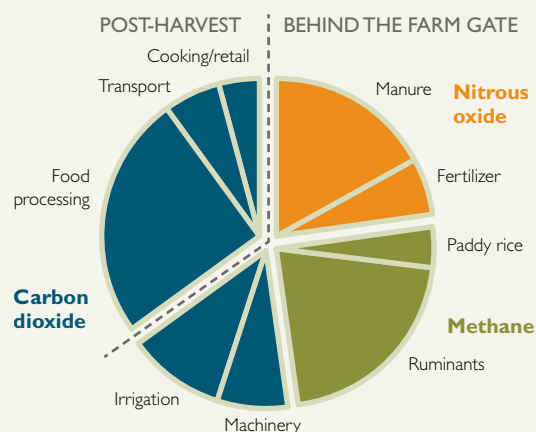 POST-HARVEST
BEHIND THE FARM GATE
Cooking/retail
Transport
Manure
Nitrous
oxide
Food
processing
Fertilizer
Paddy rice
Carbon
dioxide
Methane
Ruminants
Irrigation
Machinery